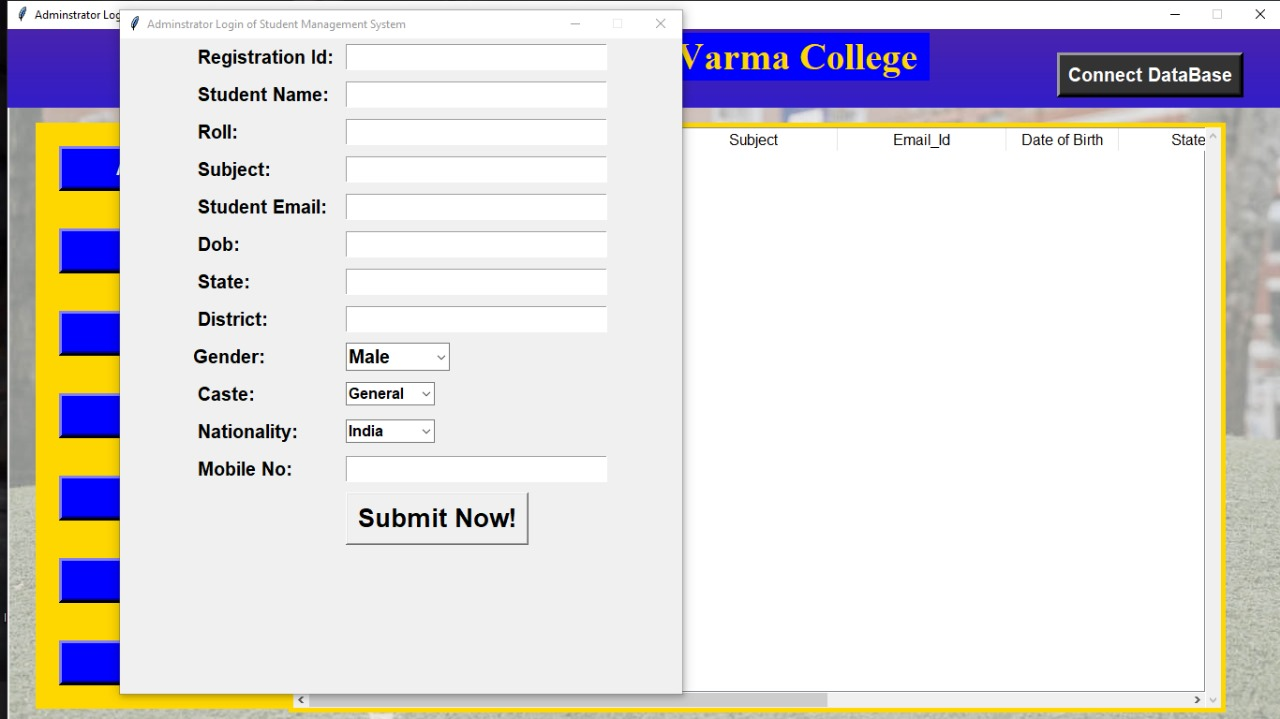 Adminstrator Log
Adminstrator Login of Student Management System
Varma College
Connect DataBase
Registration Id:
Student Name:
Roll:
Subject:
Student Email:
Dob:
State:
District:
Gender: Male
Caste: General
Nationality: India
Mobile No:
Submit Now!
Subject Email_Id Date of Birth State